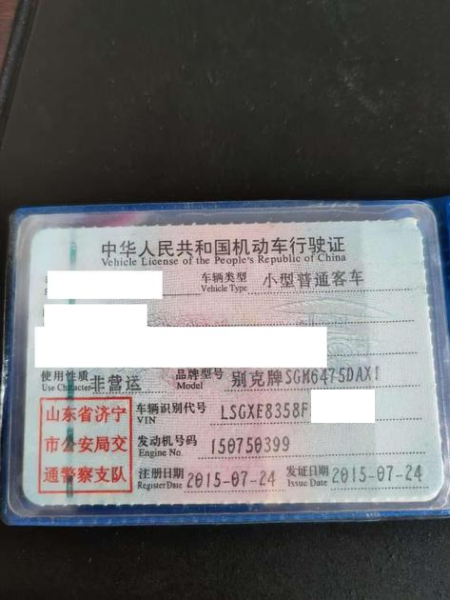 中华人民共和国机动车行驶证
Vehicle License of the People's Republic of China
车辆类型 小型普通客车
Vehicle Type
使用性质 非营运 品牌型号 别克牌SGM6475DAX1
Use Character Model
山东省济宁
市公安局交
通警察支队
车辆识别代号 LSGXE8358F
VIN
发动机号码 150750399
Engine No.
注册日期 2015-07-24 发证日期 2015-07-24
Register Date Issue Date